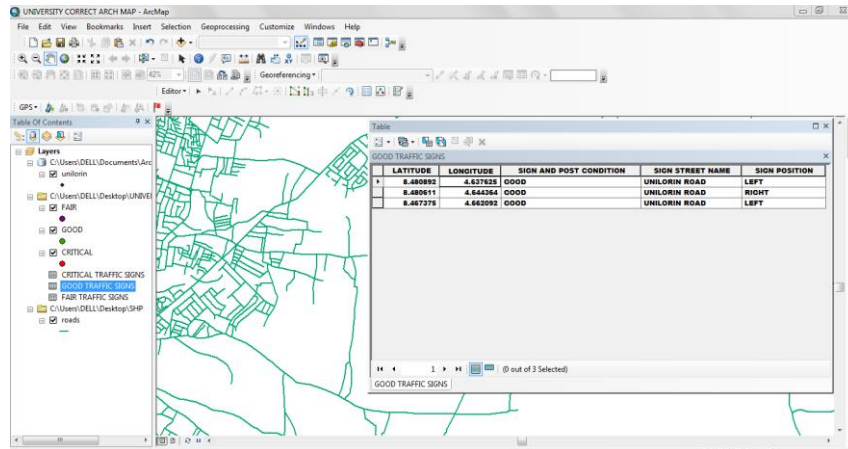 UNIVERSITY CORRECT ARCH MAP - ArcMap
File Edit View Bookmarks Insert Selection Geoprocessing Customize Windows Help
42%
Georeferencing
Editor
GPS
Table Of Contents
Layers
C:\Users\DELL\Documents\Arc
unilorin
C:\Users\DELL\Desktop\UNIVE
FAIR
GOOD
CRITICAL
CRITICAL TRAFFIC SIGNS
GOOD TRAFFIC SIGNS
FAIR TRAFFIC SIGNS
C:\Users\DELL\Desktop\SHP
roads
Table
GOOD TRAFFIC SIGNS
LATITUDE LONGITUDE SIGN AND POST CONDITION SIGN STREET NAME SIGN POSITION
8.480892 4.637625 GOOD UNILORIN ROAD LEFT
8.480611 4.644364 GOOD UNILORIN ROAD RIGHT
8.467375 4.662092 GOOD UNILORIN ROAD LEFT
1 (0 out of 3 Selected)
GOOD TRAFFIC SIGNS